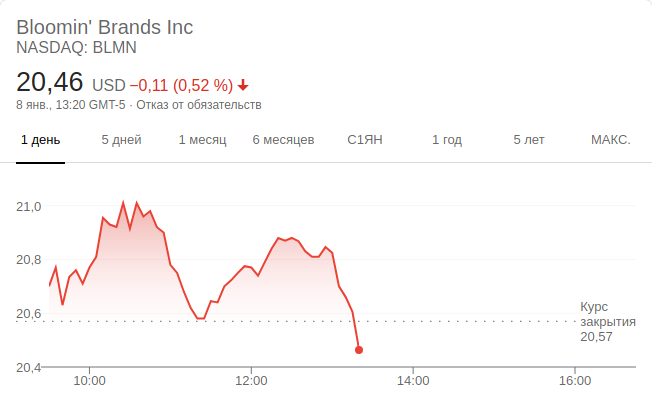 Bloomin' Brands Inc
NASDAQ: BLMN
20,46 USD −0,11 (0,52 %)
8 янв., 13:20 GMT-5 · Отказ от обязательств
1 день 5 дней 1 месяц 6 месяцев С1ЯН 1 год 5 лет МАКС.
21,0
20,8
20,6
Курс
закрытия
20,57
20,4
10:00 12:00 14:00 16:00